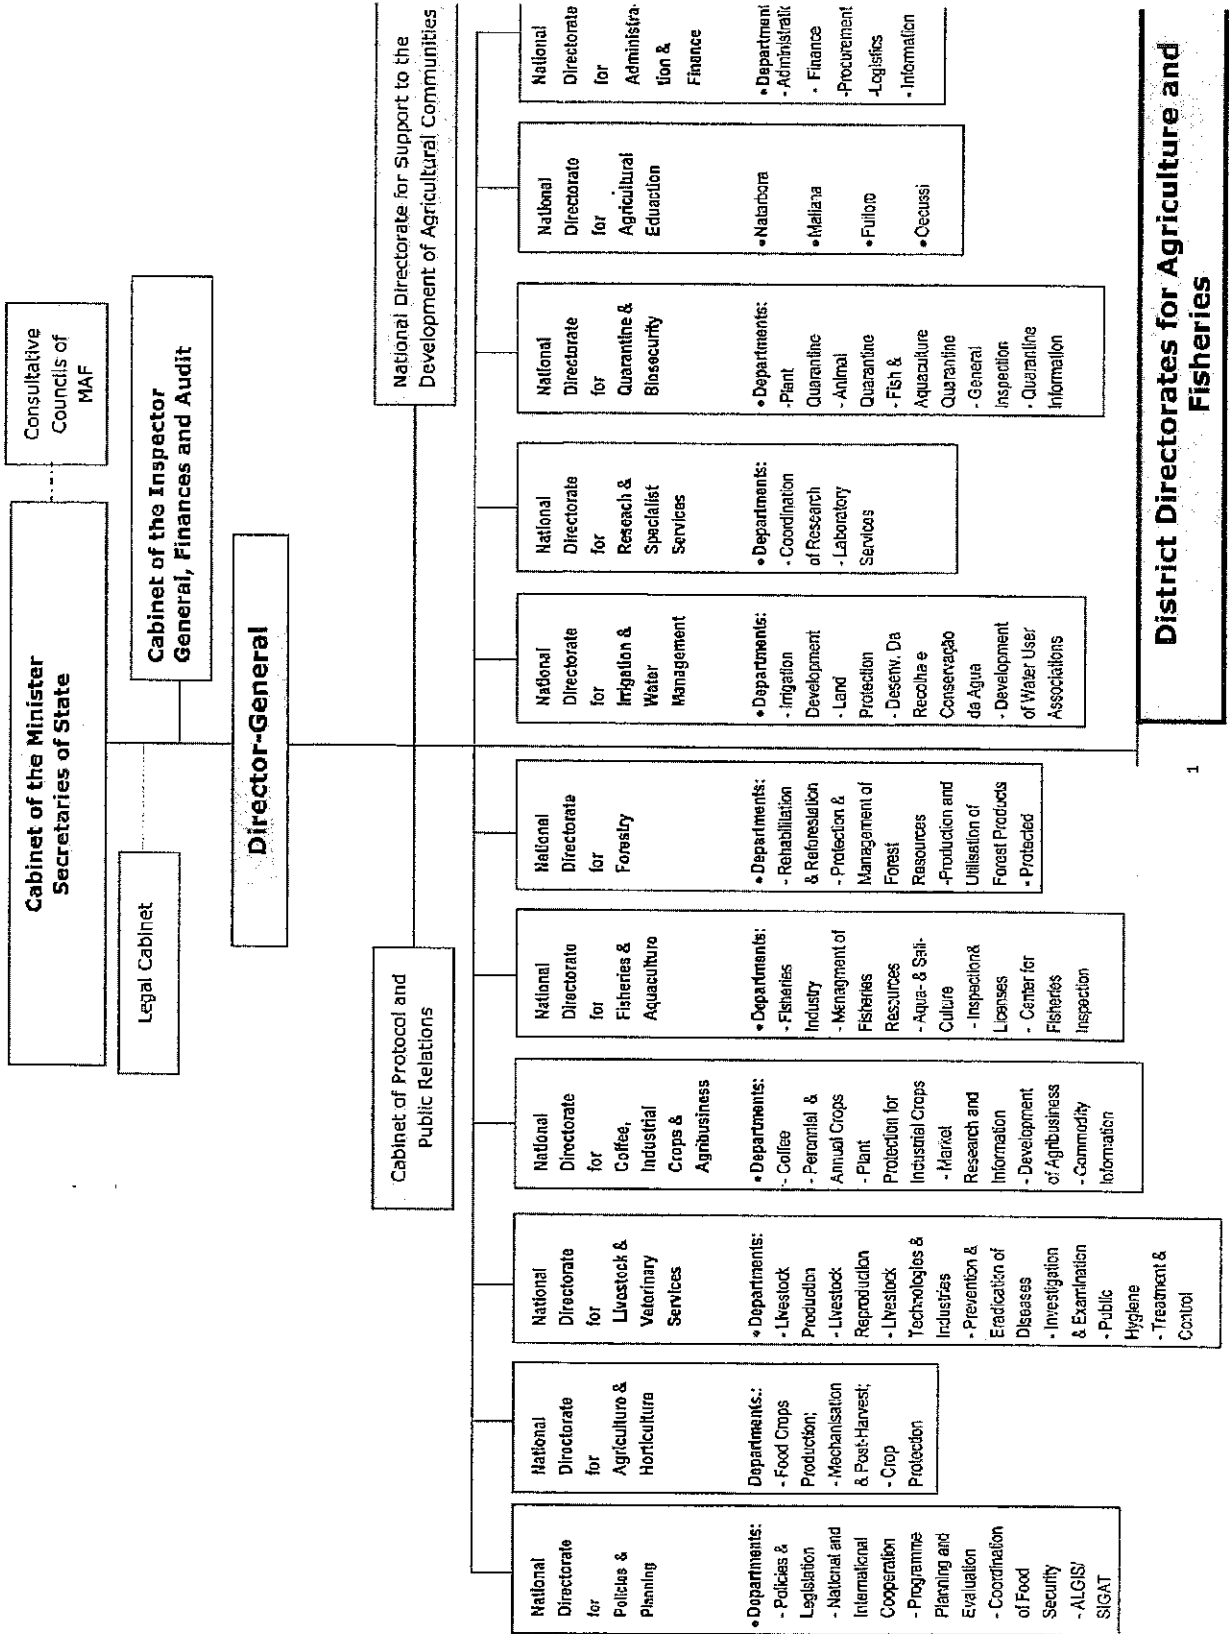 Cabinet of the Minister
Secretaries of State
Consultative
Councils of
MAF
Legal Cabinet
Cabinet of the Inspector
General, Finances and Audit
Director-General
Cabinet of Protocol and
Public Relations
National Directorate for Support to the
Development of Agricultural Communities
National
Directorate
for
Policies &
Planning
• Departments:
- Policies &
Legislation
- National and
International
Cooperation
- Programme
Planning and
Evaluation
- Coordination
of Food
Security
- ALGIS/
SIGAT
National
Directorate
for
Agriculture &
Horticulture
Departments.:
- Food Crops
Production;
- Mechanisation
& Post-Harvest;
- Crop
Protection
National
Directorate
for
Livestock &
Veterinary
Services
• Departments:
- Livestock
Production
- Livestock
Reproduction
- Livestock
Technologies &
Industries
- Prevention &
Eradication of
Diseases
- Investigation
& Examination
- Public
Hygiene
- Treatment &
Control
National
Directorate
for
Coffee,
Industrial
Crops &
Agribusiness
• Departments:
- Coffee
- Perennial &
Annual Crops
- Plant
Protection for
Industrial Crops
- Market
Research and
Information
- Development
of Agribusiness
- Commodity
Information
National
Directorate
for
Fisheries &
Aquaculture
• Departments:
- Fisheries
Industry
- Managment of
Fisheries
Resources
- Aqua- & Sali-
Culture
- Inspection&
Licenses
- Center for
Fisheries
Inspection
National
Directorate
for
Forestry
• Departments:
- Rehabilitation
& Reforestation
- Protection &
Management of
Forest
Resources
-Production and
Utilisation of
Forest Products
- Protected
National
Directorate
for
Irrigation &
Water
Management
• Departments:
- Irrigation
Development
- Land
Protection
- Desenv. Da
Recolha e
Conservação
da Agua
- Development
of Water User
Associations
National
Directorate
for
Reseach &
Specialist
Services
• Departments:
- Coordination
of Research
- Laboratory
Services
National
Directorate
for
Quarantine &
Biosecurity
• Departments:
-Plant
Quarantine
- Animal
Quarantine
- Fish &
Aquaculture
Quarantine
- General
Inspection
- Quarantine
Information
National
Directorate
for
Agricultural
Eduaction
• Natarbora
• Maliana
• Fuiloro
• Oecussi
National
Directorate
for
Administra-
tion &
Finance
• Department
- Administratic
- Finance
-Procurement
-Logistics
- Information
District Directorates for Agriculture and
Fisheries
1